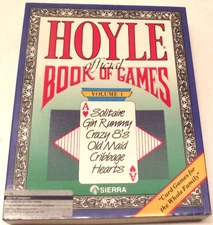 HOYLE
official
BOOK OF GAMES
VOLUME 1
A
Solitaire
Gin Rummy
Crazy 8's
Old Maid
Cribbage
Hearts
SIERRA
"Card Games for
the Whole Family"